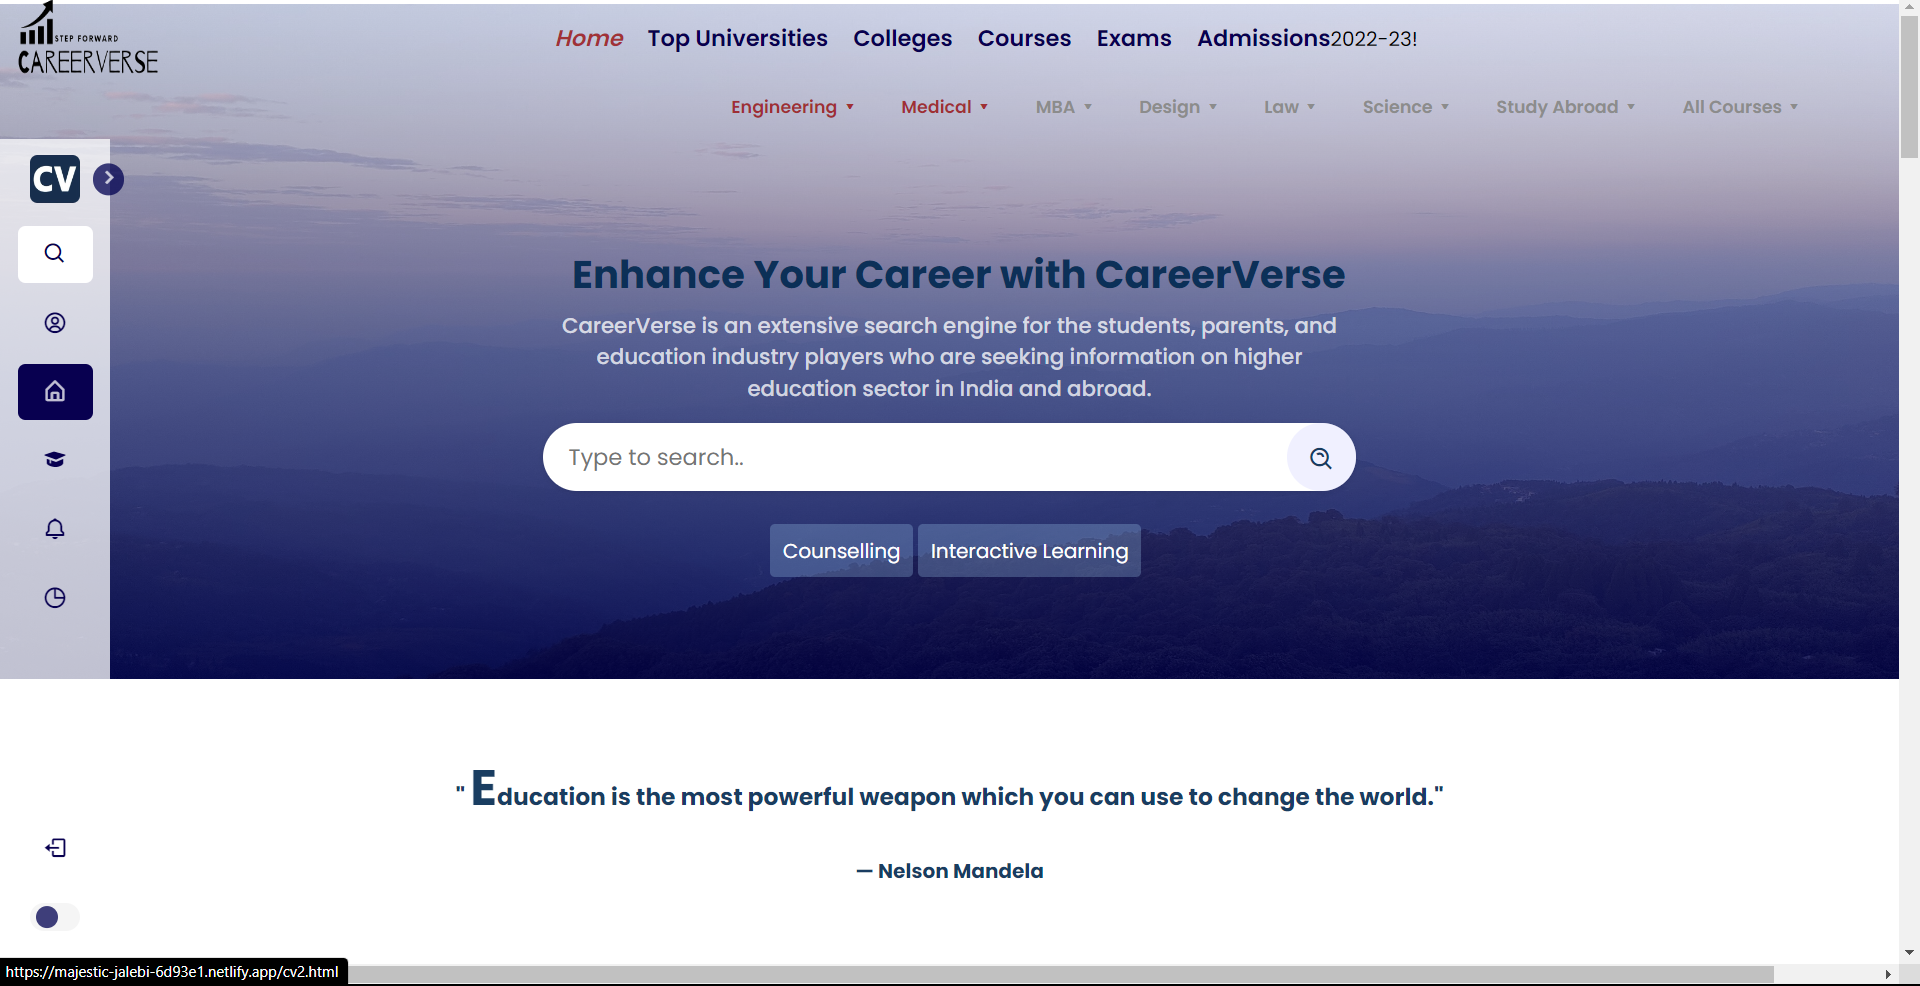 STEP FORWARD
CAREERVERSE
Home Top Universities Colleges Courses Exams Admissions2022-23!
Engineering Medical MBA Design Law Science Study Abroad All Courses
CV
Enhance Your Career with CareerVerse
CareerVerse is an extensive search engine for the students, parents, and
education industry players who are seeking information on higher
education sector in India and abroad.
Type to search..
Counselling Interactive Learning
" Education is the most powerful weapon which you can use to change the world."
— Nelson Mandela
https://majestic-jalebi-6d93e1.netlify.app/cv2.html